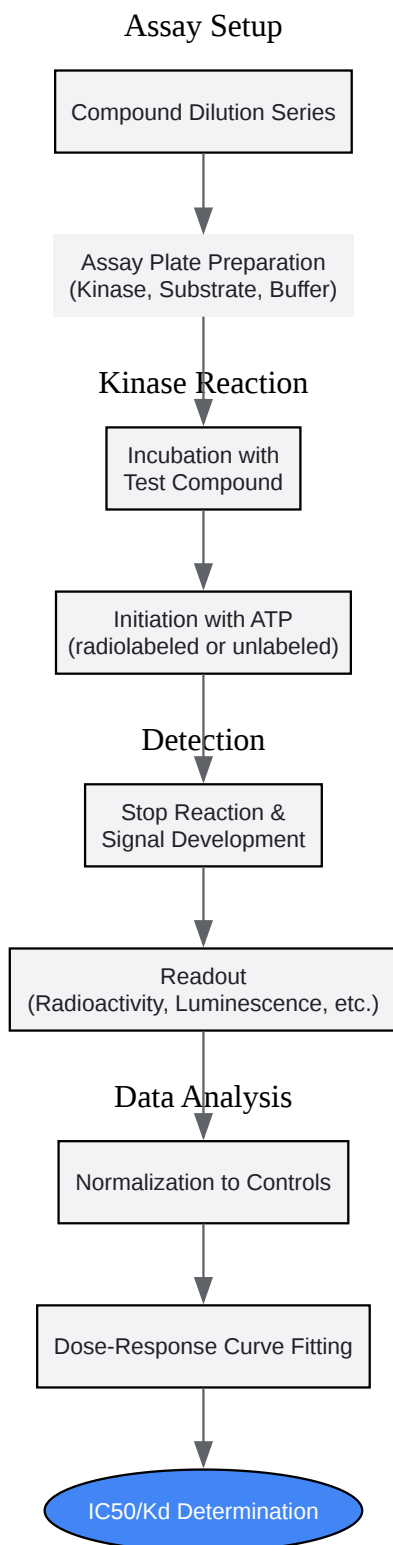 Assay Setup
Compound Dilution Series
Assay Plate Preparation
(Kinase, Substrate, Buffer)
Kinase Reaction
Incubation with
Test Compound
Initiation with ATP
(radiolabeled or unlabeled)
Detection
Stop Reaction &
Signal Development
Readout
(Radioactivity, Luminescence, etc.)
Data Analysis
Normalization to Controls
Dose-Response Curve Fitting
IC50/Kd Determination